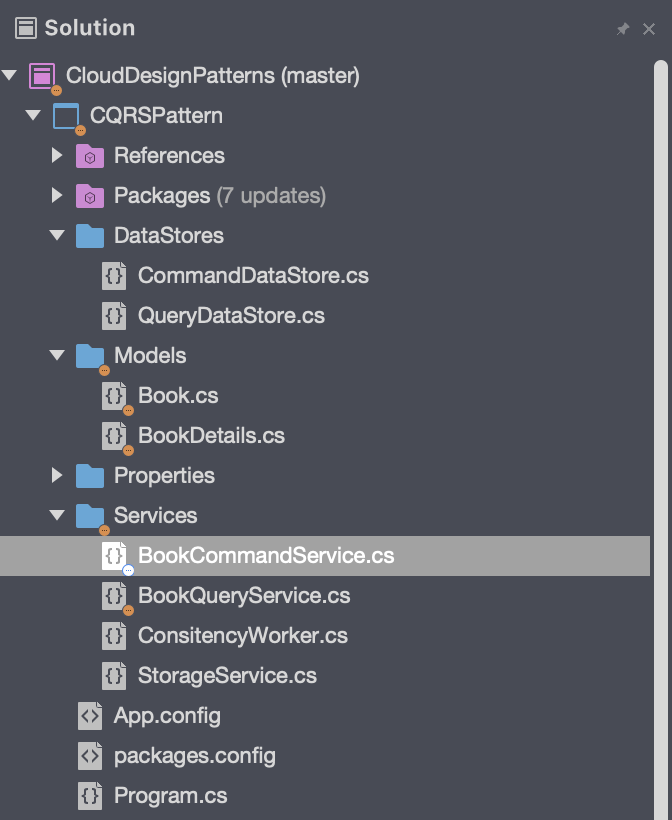 Solution
CloudDesignPatterns (master)
CQRSPattern
References
Packages (7 updates)
DataStores
CommandDataStore.cs
QueryDataStore.cs
Models
Book.cs
BookDetails.cs
Properties
Services
BookCommandService.cs
BookQueryService.cs
ConsitencyWorker.cs
StorageService.cs
App.config
packages.config
Program.cs